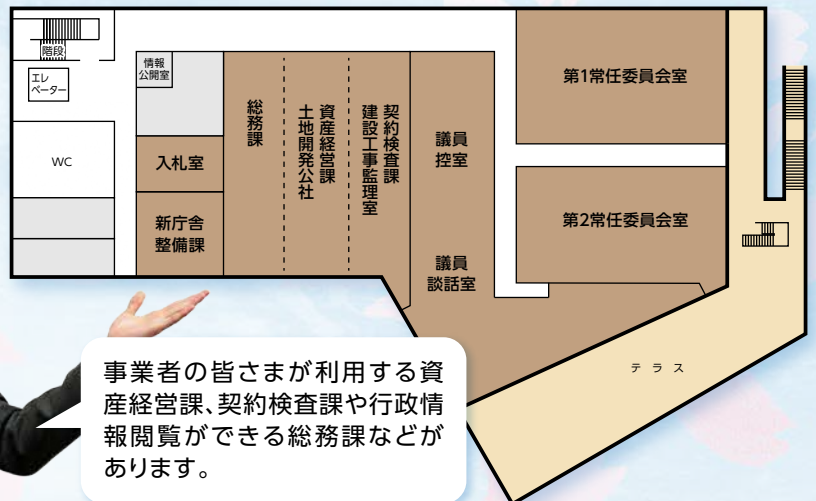 階段
エレ
ベーター
WC
情報
公開室
入札室
新庁舎
整備課
総務課
資産経営課
土地開発公社
契約検査課
建設工事監理室
議員
控室
議員
談話室
第1常任委員会室
第2常任委員会室
テラス
事業者の皆さまが利用する資
産経営課、契約検査課や行政情
報閲覧ができる総務課などが
あります。